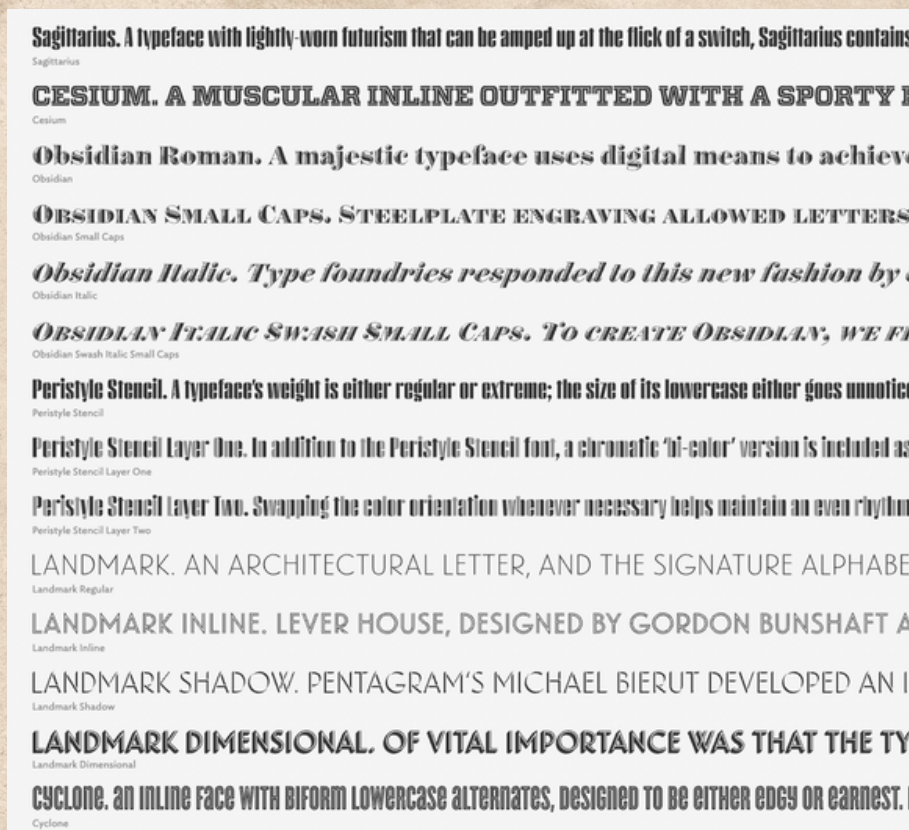 Sagittarius. A typeface with lightly-worn futurism that can be amped up at the flick of a switch, Sagittarius contains
Sagittarius
CESIUM. A MUSCULAR INLINE OUTFITTED WITH A SPORTY
Cesium
Obsidian Roman. A majestic typeface uses digital means to achiev
Obsidian
OBSIDIAN SMALL CAPS. STEELPLATE ENGRAVING ALLOWED LETTERS
Obsidian Small Caps
Obsidian Italic. Type foundries responded to this new fashion by
Obsidian Italic
OBSIDIAN ITALIC SWASH SMALL CAPS. TO CREATE OBSIDIAN, WE
Obsidian Swash Italic Small Caps
Peristyle Stencil. A typeface's weight is either regular or extreme; the size of its lowercase either goes unnotice
Peristyle Stencil
Peristyle Stencil Layer One. In addition to the Peristyle Stencil font, a chromatic ‘bi-color’ version is included as
Peristyle Stencil Layer One
Peristyle Stencil Layer Two. Swapping the color orientation whenever necessary helps maintain an even rhythm
Peristyle Stencil Layer Two
LANDMARK. AN ARCHITECTURAL LETTER, AND THE SIGNATURE ALPHABE
Landmark Regular
LANDMARK INLINE. LEVER HOUSE, DESIGNED BY GORDON BUNSHAFT A
Landmark Inline
LANDMARK SHADOW. PENTAGRAM'S MICHAEL BIERUT DEVELOPED AN
Landmark Shadow
LANDMARK DIMENSIONAL. OF VITAL IMPORTANCE WAS THAT THE TY
Landmark Dimensional
CYCLONE. an INLINE FACE WITH BIFORM LOWERCASE ALTERNATES, DESIGNED TO BE EITHER EDGY OR EARNEST.
Cyclone